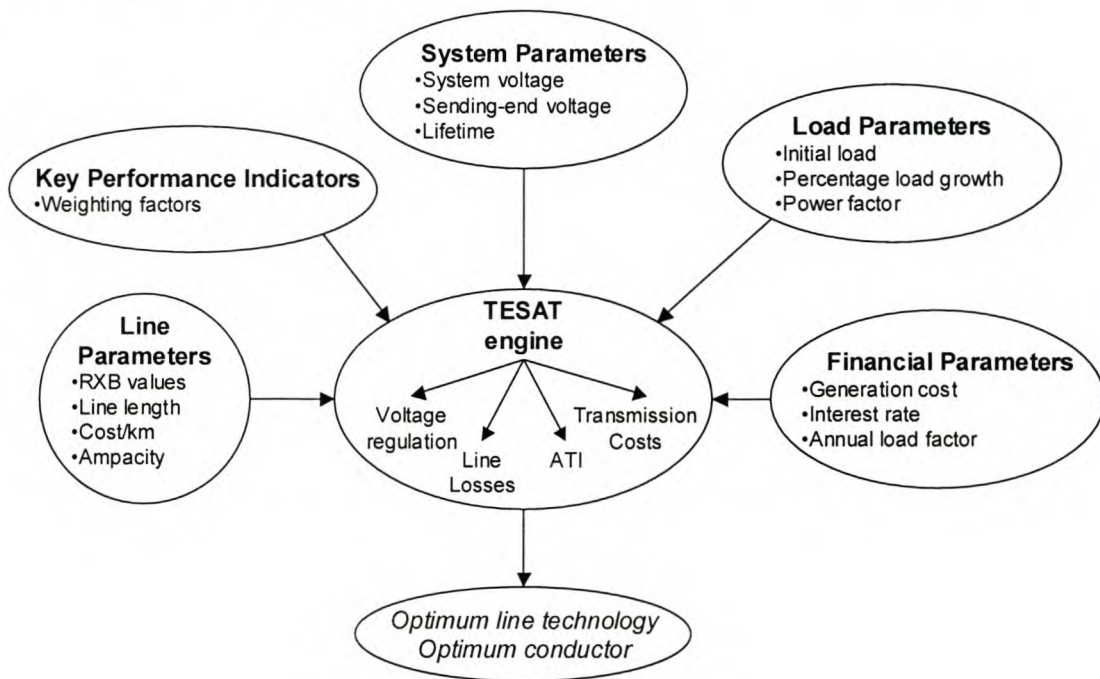 System Parameters
•System voltage
•Sending-end voltage
•Lifetime
Load Parameters
•Initial load
•Percentage load growth
•Power factor
Key Performance Indicators
•Weighting factors
Line
Parameters
•RXB values
•Line length
•Cost/km
•Ampacity
TESAT
engine
Voltage
regulation
Line
Losses
ATI
Transmission
Costs
Financial Parameters
•Generation cost
•Interest rate
•Annual load factor
Optimum line technology
Optimum conductor